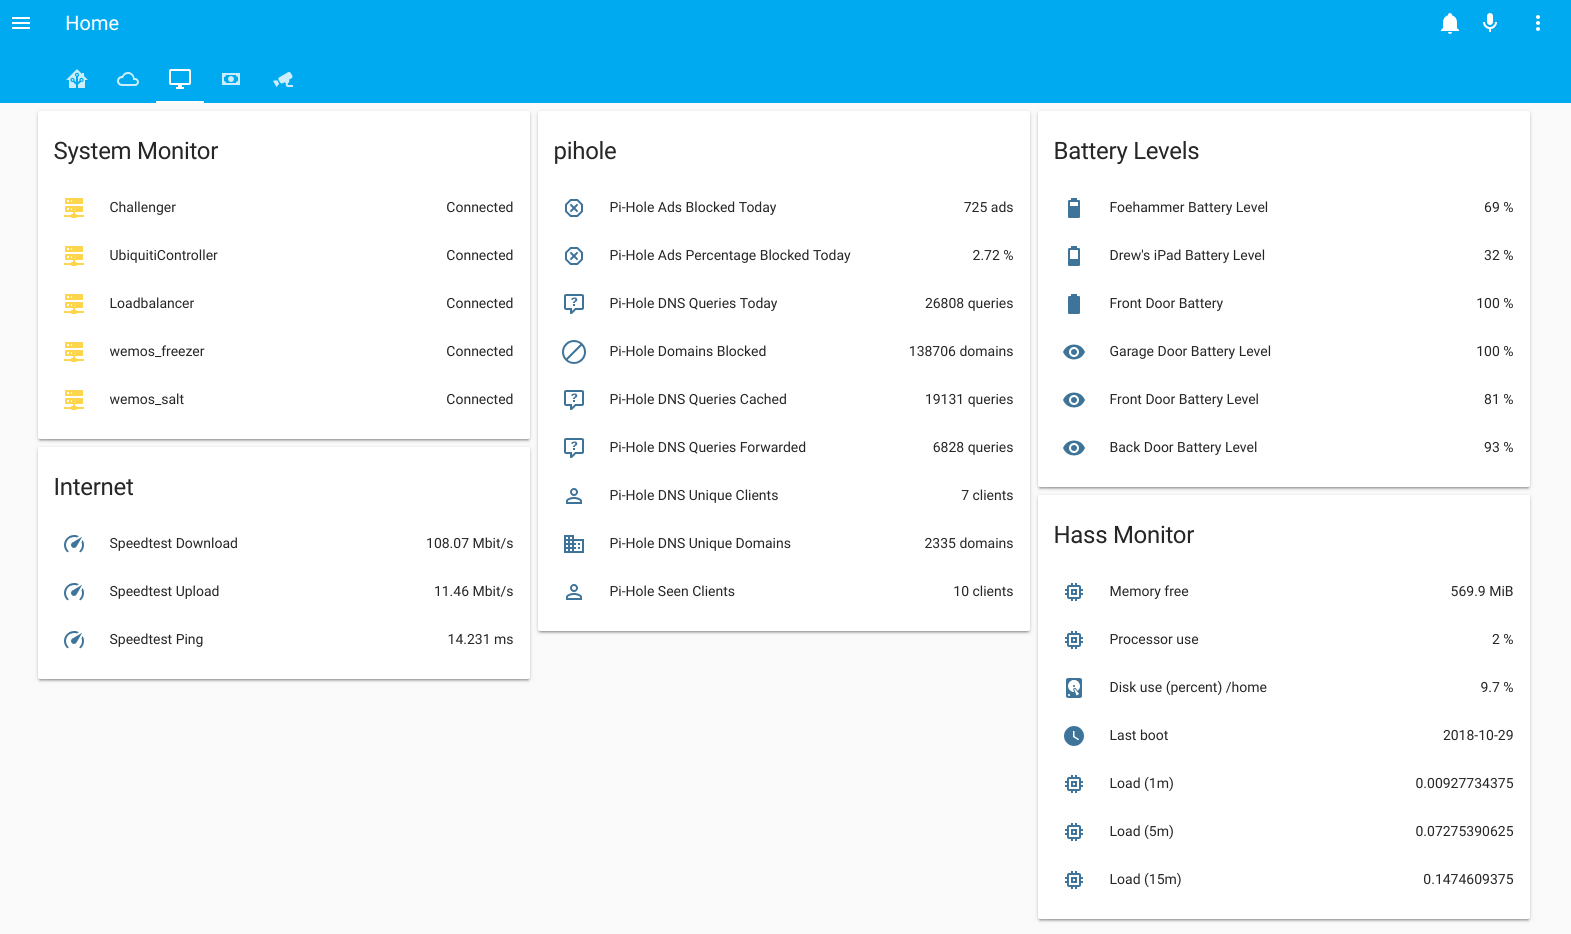 Home
System Monitor
Challenger Connected
UbiquitiController Connected
Loadbalancer Connected
wemos_freezer Connected
wemos_salt Connected
Internet
Speedtest Download 108.07 Mbit/s
Speedtest Upload 11.46 Mbit/s
Speedtest Ping 14.231 ms
pihole
Pi-Hole Ads Blocked Today 725 ads
Pi-Hole Ads Percentage Blocked Today 2.72 %
Pi-Hole DNS Queries Today 26808 queries
Pi-Hole Domains Blocked 138706 domains
Pi-Hole DNS Queries Cached 19131 queries
Pi-Hole DNS Queries Forwarded 6828 queries
Pi-Hole DNS Unique Clients 7 clients
Pi-Hole DNS Unique Domains 2335 domains
Pi-Hole Seen Clients 10 clients
Battery Levels
Foehammer Battery Level 69 %
Drew's iPad Battery Level 32 %
Front Door Battery 100 %
Garage Door Battery Level 100 %
Front Door Battery Level 81 %
Back Door Battery Level 93 %
Hass Monitor
Memory free 569.9 MiB
Processor use 2 %
Disk use (percent) /home 9.7 %
Last boot 2018-10-29
Load (1m) 0.00927734375
Load (5m) 0.07275390625
Load (15m) 0.1474609375